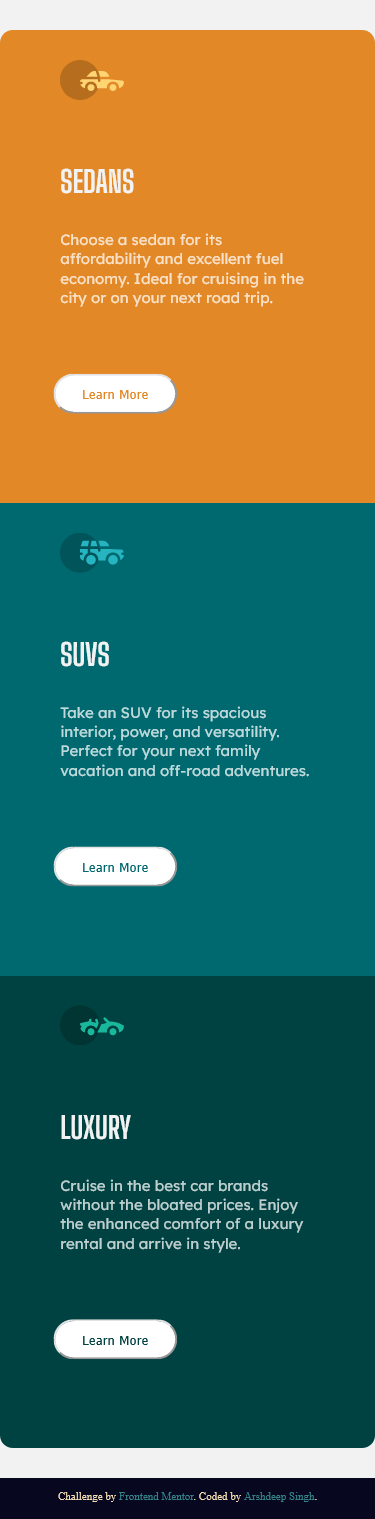 SEDANS
Choose a sedan for its
affordability and excellent fuel
economy. Ideal for cruising in the
city or on your next road trip.
Learn More
SUVS
Take an SUV for its spacious
interior, power, and versatility.
Perfect for your next family
vacation and off-road adventures.
Learn More
LUXURY
Cruise in the best car brands
without the bloated prices. Enjoy
the enhanced comfort of a luxury
rental and arrive in style.
Learn More
Challenge by Frontend Mentor. Coded by Arshdeep Singh.